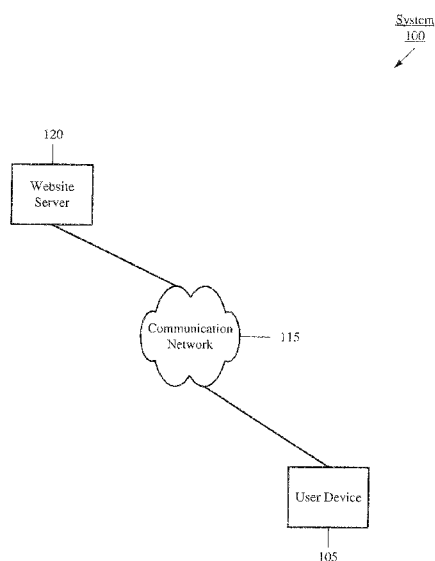 System
100
120
Website
Server
Communication
Network
115
User Device
105